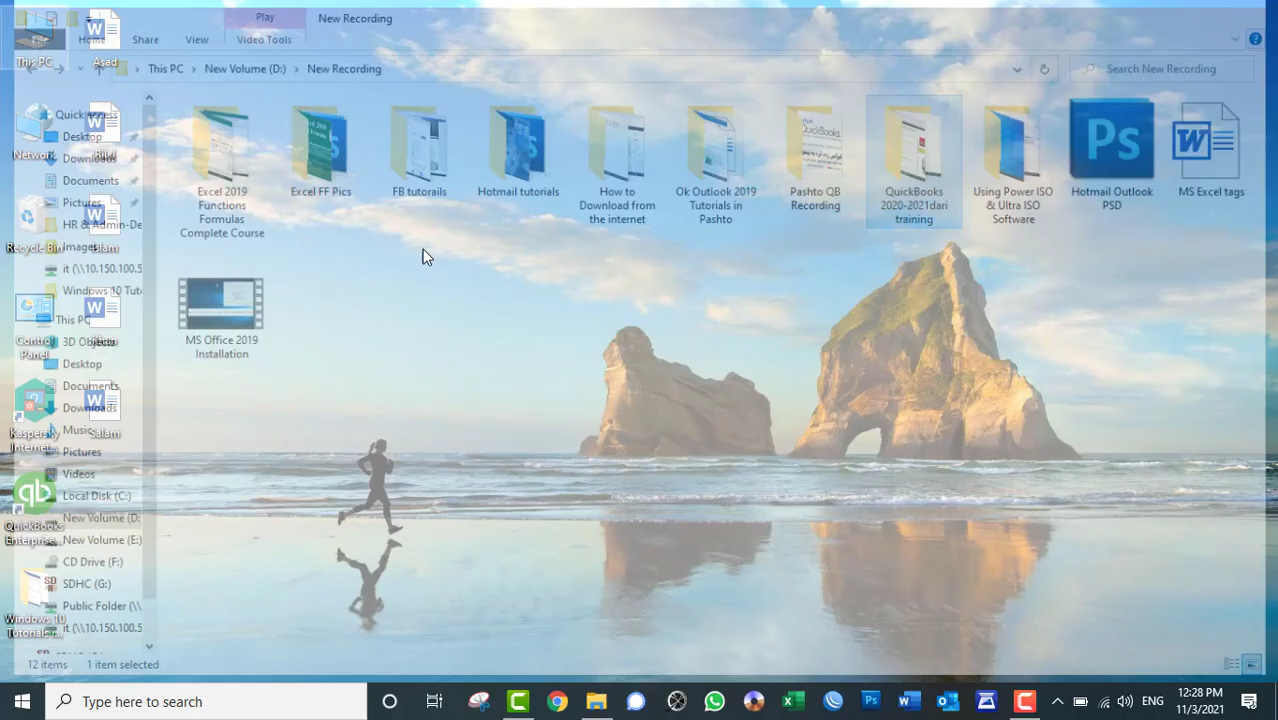 Play
New Recording
File
Home
Share
View
Video Tools
This PC
New Volume (D:)
New Recording
Search New Recording
This PC
Asad
Network
Recycle Bin
Islam
Control
Panel
Kaspersky
Internet...
Salam
QuickBooks
Enterprise...
Windows 10
Tutorials ...
Quick access
Desktop
Downloads
Documents
Pictures
HR & Admin-De
Images
it (\\10.150.100.5
Windows 10 Tut
This PC
3D Objects
Desktop
Documents
Downloads
Music
Pictures
Videos
Local Disk (C:)
New Volume (D:
New Volume (E:)
CD Drive (F:)
SDHC (G:)
Public Folder (\\
it (\\10.150.100.5
Excel 2019
Functions
Formulas
Complete Course
Excel FF Pics
FB tutorails
Hotmail tutorials
How to
Download from
the internet
Ok Outlook 2019
Tutorials in
Pashto
Pashto QB
Recording
QuickBooks
2020-2021dari
training
Using Power ISO
& Ultra ISO
Software
Hotmail Outlook
PSD
MS Excel tags
MS Office 2019
Installation
12 items
1 item selected
Type here to search
ENG
12:28 PM
11/3/2021